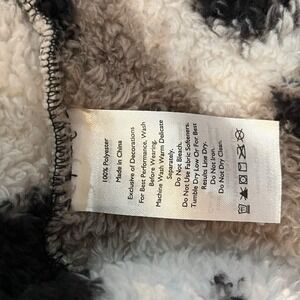 100% Polyester
Made in China
Exclusive of Decorations
For Best Performance, Wash
Before Wearing.
Machine Wash Warm Delicate
Separately.
Do Not Bleach.
Do Not Use Fabric Softeners.
Tumble Dry Low Or For Best
Results Line Dry.
Do Not Iron.
Do Not Dry Clean.